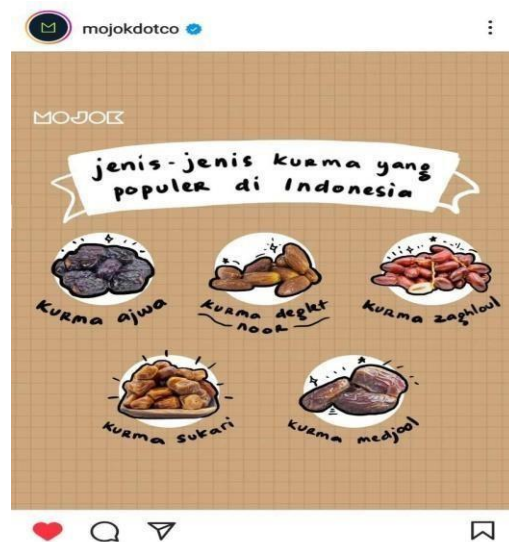 mojokdotco
MOJOK
jenis-jenis kurma yang
populer di Indonesia
kurma ajwa
kurma deglet
noor
kurma zaghloul
kurma sukari
kurma medjool